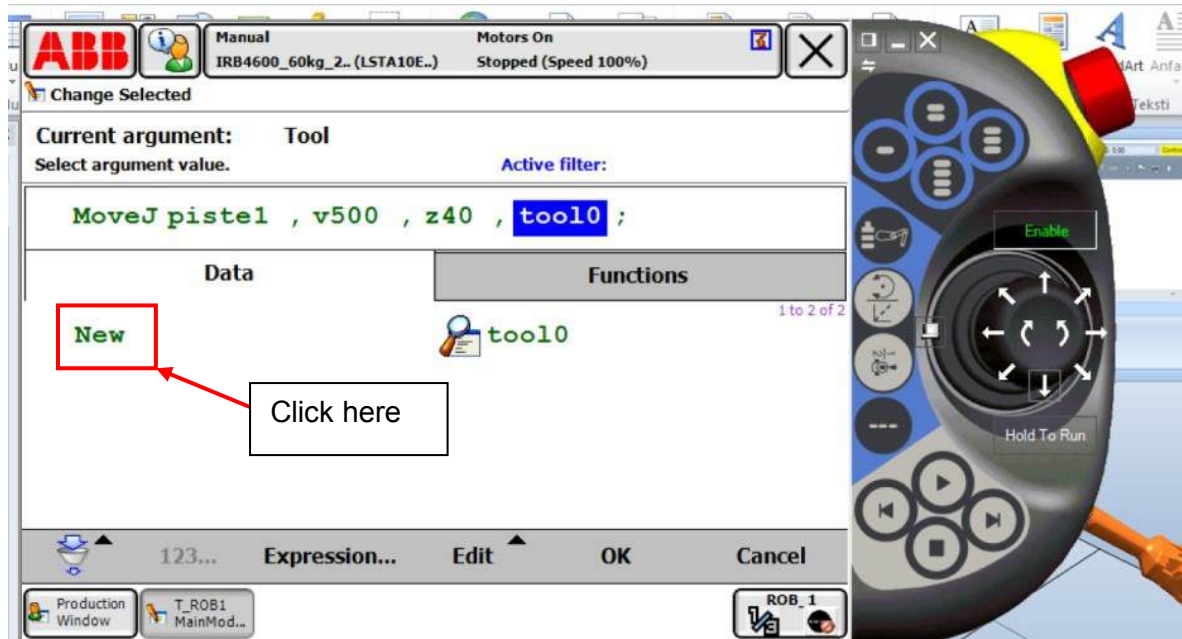 ABB
Manual
IRB4600_60kg_2.. (LSTA10E..)
Motors On
Stopped (Speed 100%)
Change Selected
Current argument: Tool
Select argument value.
Active filter:
MoveJ piste1 , v500 , z40 , tool0 ;
Data
Functions
1 to 2 of 2
New
tool0
Click here
123...
Expression...
Edit
OK
Cancel
Production
Window
T_ROB1
MainMod...
ROB_1
1/3
Enable
Hold To Run
A
A
dArt
Anfa
Teksti